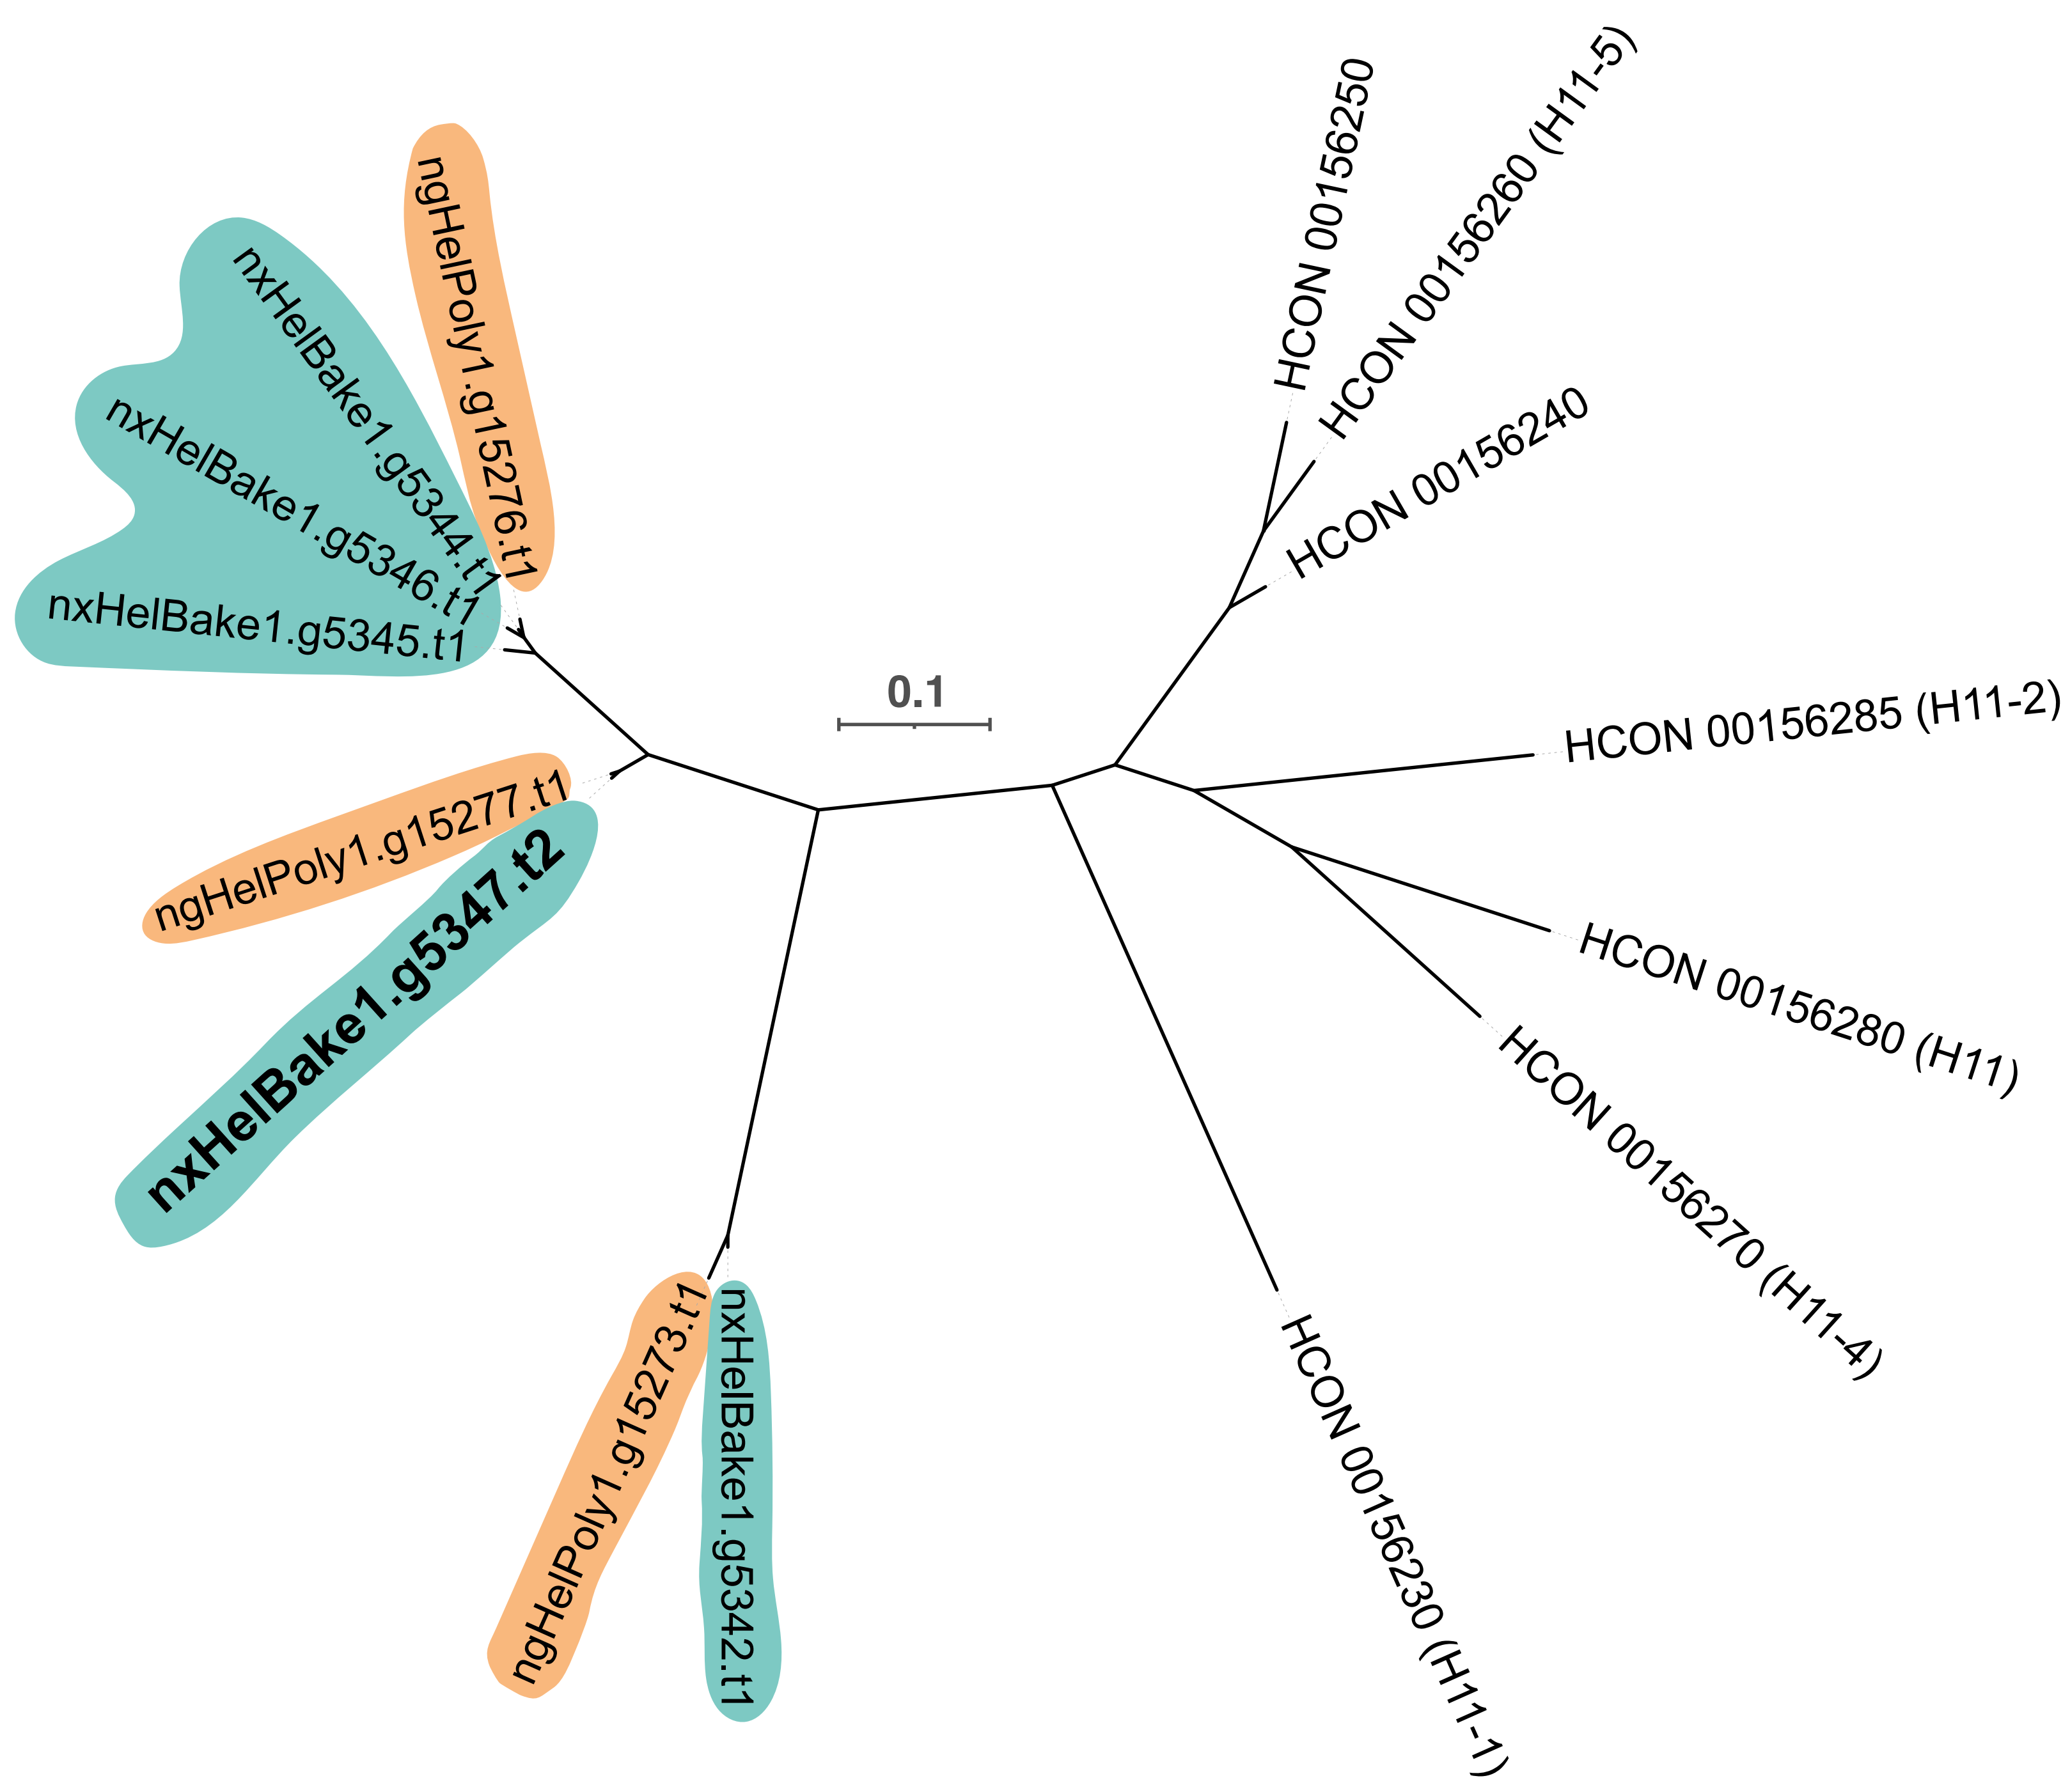 HCON 00156250
HCON 00156260 (H11-5)
HCON 00156240
ngHelPoly1.g15276.t1
nxHelBake1.g5344.t1
nxHelBake1.g5346.t1
nxHelBake1.g5345.t1
0.1
HCON 00156285 (H11-2)
ngHelPoly1.g15277.t1
nxHelBake1.g5347.t2
HCON 00156280 (H11)
HCON 00156270 (H11-4)
ngHelPoly1.g15273.t1
nxHelBake1.g5342.t1
HCON 00156230 (H11-1)